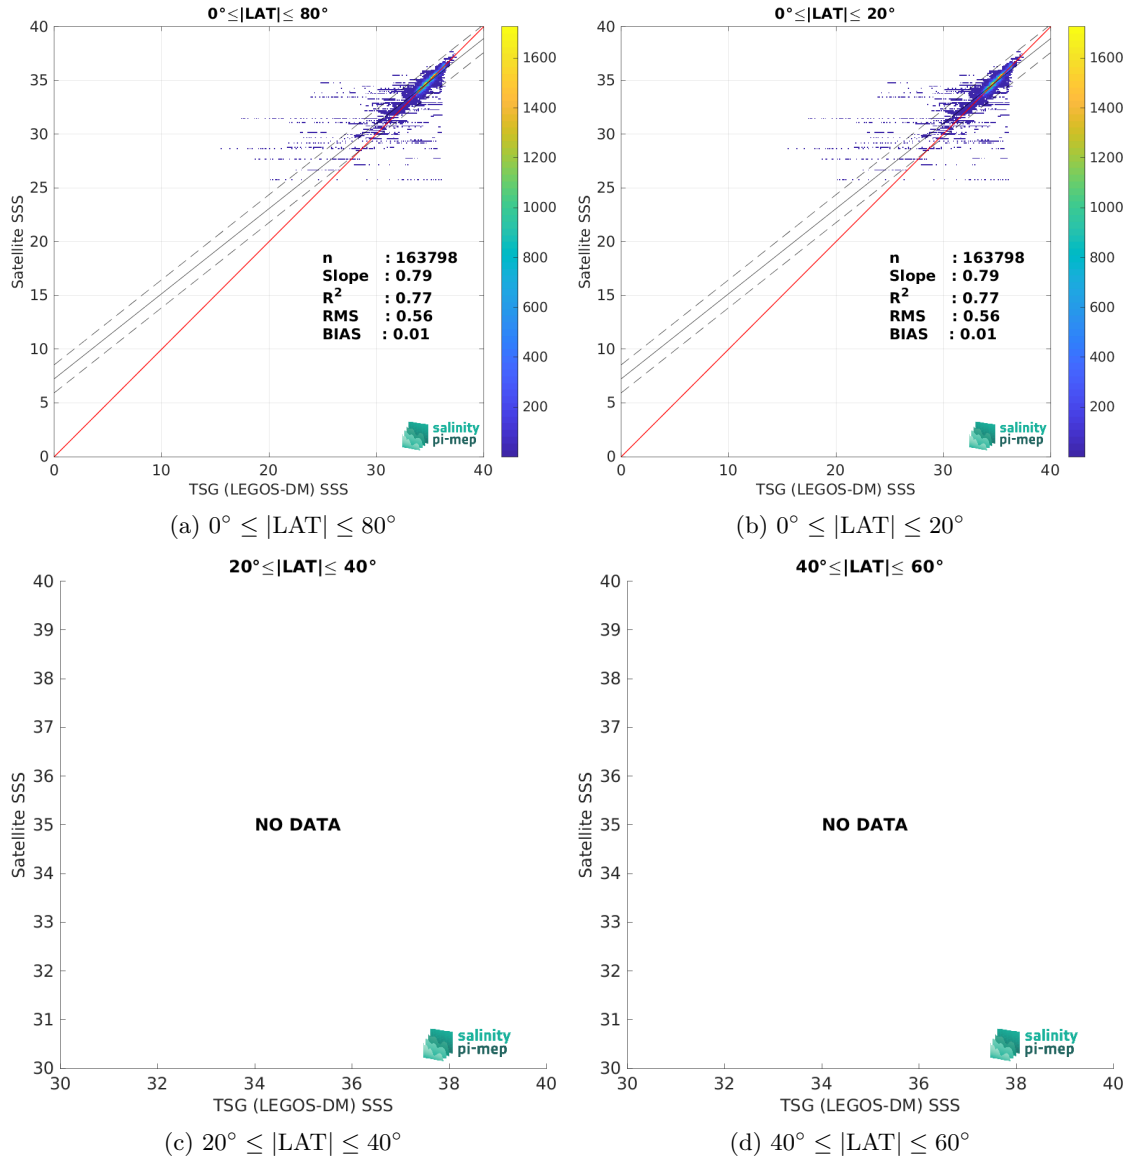 0°≤|LAT|≤ 80°
Satellite SSS
40
35
30
25
20
15
10
5
0
0
10
20
30
40
TSG (LEGOS-DM) SSS
n : 163798
Slope : 0.79
R² : 0.77
RMS : 0.56
BIAS : 0.01
salinity
pi-mep
1600
1400
1200
1000
800
600
400
200
(a) 0° ≤ |LAT| ≤ 80°
0°≤|LAT|≤ 20°
Satellite SSS
40
35
30
25
20
15
10
5
0
0
10
20
30
40
TSG (LEGOS-DM) SSS
n : 163798
Slope : 0.79
R² : 0.77
RMS : 0.56
BIAS : 0.01
salinity
pi-mep
1600
1400
1200
1000
800
600
400
200
(b) 0° ≤ |LAT| ≤ 20°
20°≤|LAT|≤ 40°
Satellite SSS
40
39
38
37
36
35
34
33
32
31
30
NO DATA
salinity
pi-mep
30
32
34
36
38
40
TSG (LEGOS-DM) SSS
(c) 20° ≤ |LAT| ≤ 40°
40°≤|LAT|≤ 60°
Satellite SSS
40
39
38
37
36
35
34
33
32
31
30
NO DATA
salinity
pi-mep
30
32
34
36
38
40
TSG (LEGOS-DM) SSS
(d) 40° ≤ |LAT| ≤ 60°